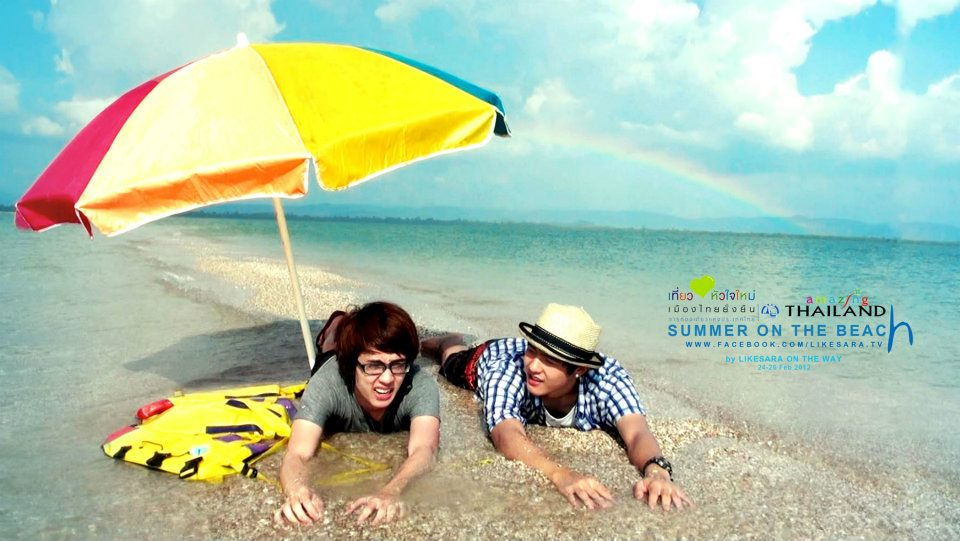 เที่ยว หัวใจใหม่
เมืองไทยยั่งยืน
amazing
THAILAND
SUMMER ON THE BEACh
WWW.FACEBOOK.COM/LIKESARA.TV
by LIKESARA ON THE WAY
24-26 Feb 2012